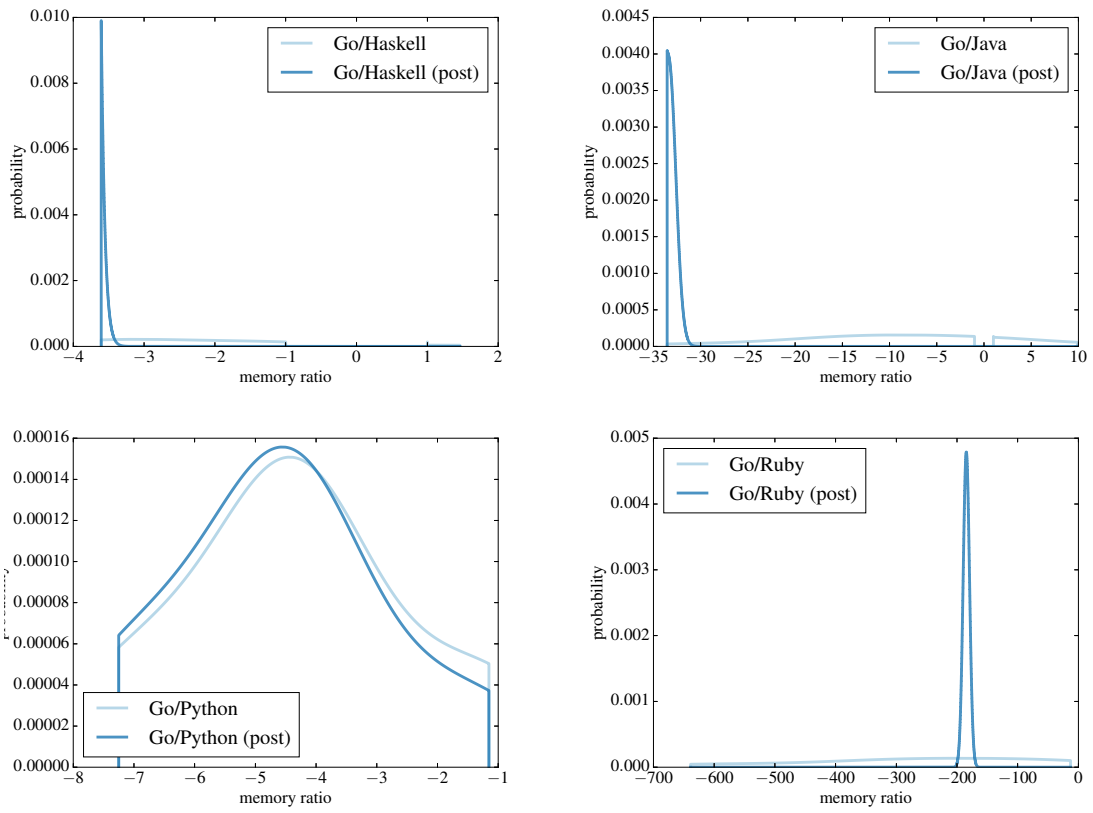 0.010
0.008
0.006
0.004
0.002
0.000
probability
−4 −3 −2 −1 0 1 2
memory ratio
Go/Haskell
Go/Haskell (post)
0.0045
0.0040
0.0035
0.0030
0.0025
0.0020
0.0015
0.0010
0.0005
0.0000
probability
−35 −30 −25 −20 −15 −10 −5 0 5 10
memory ratio
Go/Java
Go/Java (post)
0.00016
0.00014
0.00012
0.00010
0.00008
0.00006
0.00004
0.00002
0.00000
−8 −7 −6 −5 −4 −3 −2 −1
memory ratio
Go/Python
Go/Python (post)
0.005
0.004
0.003
0.002
0.001
0.000
probability
−700 −600 −500 −400 −300 −200 −100 0
memory ratio
Go/Ruby
Go/Ruby (post)